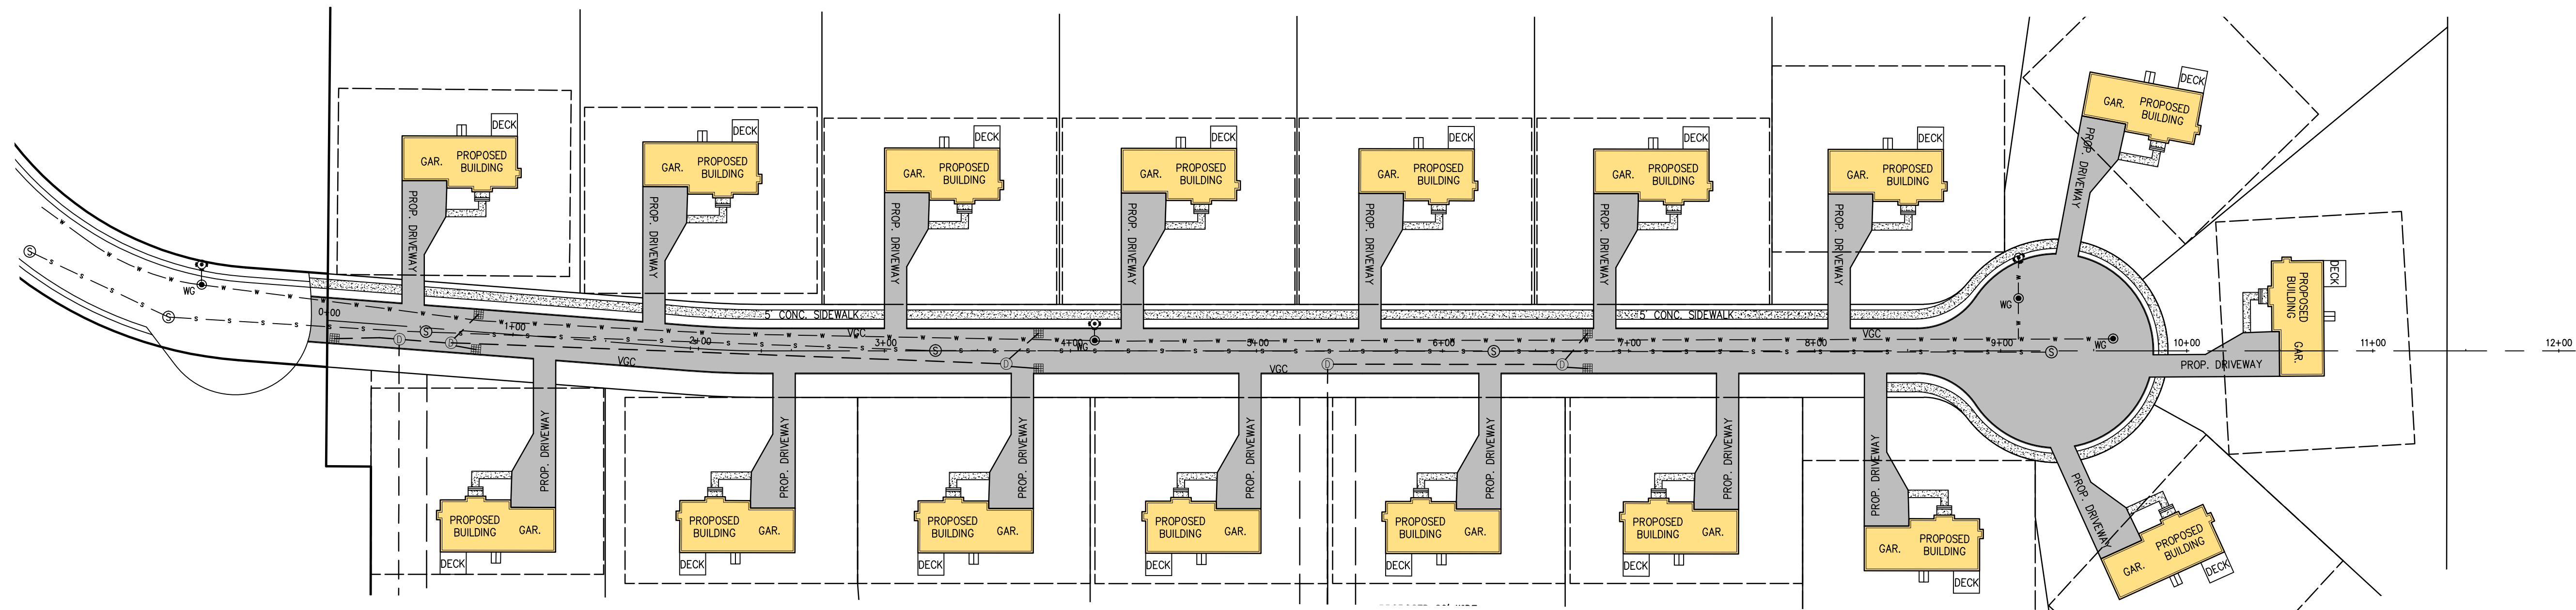 DECK
GAR.
PROPOSED
BUILDING
PROP. DRIVEWAY
DECK
GAR.
PROPOSED
BUILDING
PROP. DRIVEWAY
DECK
GAR.
PROPOSED
BUILDING
PROP. DRIVEWAY
DECK
GAR.
PROPOSED
BUILDING
PROP. DRIVEWAY
DECK
GAR.
PROPOSED
BUILDING
PROP. DRIVEWAY
DECK
GAR.
PROPOSED
BUILDING
PROP. DRIVEWAY
DECK
GAR.
PROPOSED
BUILDING
PROP. DRIVEWAY
DECK
GAR.
PROPOSED
BUILDING
PROP. DRIVEWAY
DECK
PROPOSED
BUILDING
GAR.
PROP. DRIVEWAY
S
WG
S
0+00
D
S
D
1+00
VGC
2+00
5' CONC. SIDEWALK
VGC
3+00
S
D
4+00
WG
5+00
VGC
D
6+00
S
D
7+00
5' CONC. SIDEWALK
8+00
VGC
9+00
WG
S
WG
10+00
11+00
12+00
PROP. DRIVEWAY
PROPOSED
BUILDING
GAR.
DECK
PROP. DRIVEWAY
PROPOSED
BUILDING
GAR.
DECK
PROP. DRIVEWAY
PROPOSED
BUILDING
GAR.
DECK
PROP. DRIVEWAY
PROPOSED
BUILDING
GAR.
DECK
PROP. DRIVEWAY
PROPOSED
BUILDING
GAR.
DECK
PROP. DRIVEWAY
PROPOSED
BUILDING
GAR.
DECK
PROP. DRIVEWAY
GAR.
PROPOSED
BUILDING
DECK
PROP. DRIVEWAY
GAR.
PROPOSED
BUILDING
DECK